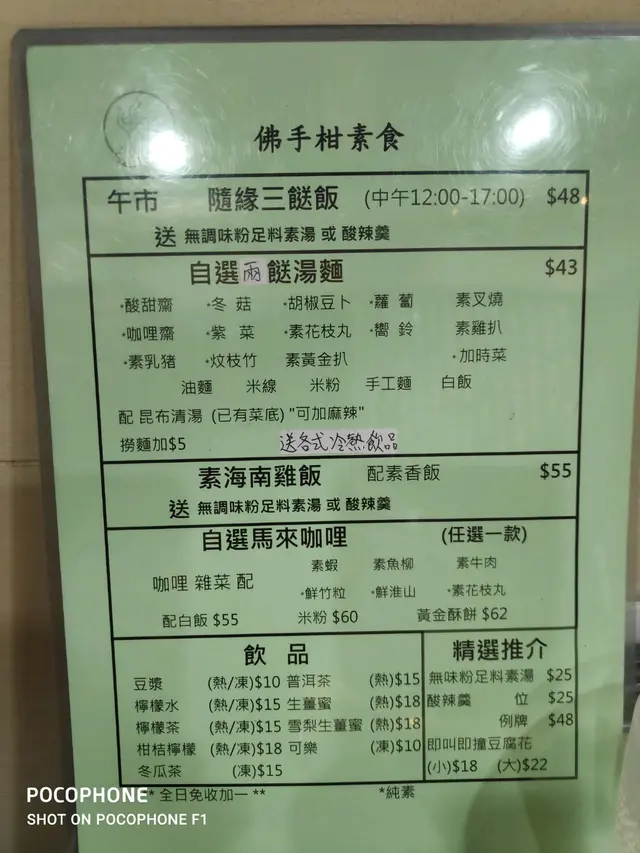 佛手柑素食
午市 隨緣三餸飯 (中午12:00-17:00) $48
送 無調味粉足料素湯 或 酸辣羹
自選兩餸湯麵 $43
*酸甜齋 *冬菇 *胡椒豆卜 *蘿蔔 素叉燒
*咖哩齋 *紫菜 *素花枝丸 *嚮鈴 素雞扒
*素乳豬 *炆枝竹 素黃金扒 *加時菜
油麵 米線 米粉 手工麵 白飯
配 昆布清湯 (已有菜底) "可加麻辣"
撈麵加$5 送各式冷熱飲品
素海南雞飯 配素香飯 $55
送 無調味粉足料素湯 或 酸辣羹
自選馬來咖哩 (任選一款)
素蝦 素魚柳 素牛肉
咖哩 雜菜 配 *鮮竹粒 *鮮淮山 *素花枝丸
配白飯 $55 米粉 $60 黃金酥餅 $62
飲品
豆漿 (熱/凍)$10 普洱茶 (熱)$15
檸檬水 (熱/凍)$15 生薑蜜 (熱)$18
檸檬茶 (熱/凍)$15 雪梨生薑蜜 (熱)$18
柑桔檸檬 (熱/凍)$18 可樂 (凍)$10
冬瓜茶 (凍)$15
精選推介
無味粉足料素湯 $25
酸辣羹 位 $25
例牌 $48
即叫即撞豆腐花
(小)$18 (大)$22
* 全日免收加一 ** *純素
POCOPHONE
SHOT ON POCOPHONE F1